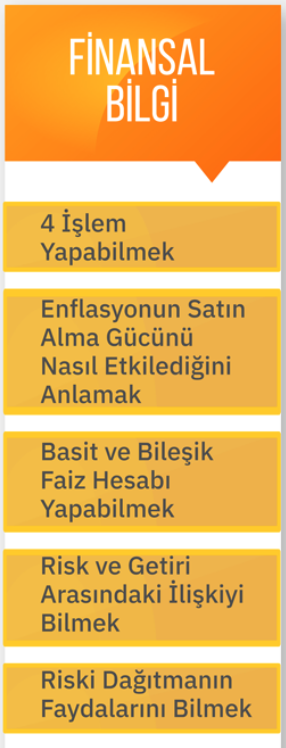 FİNANSAL
BİLGİ
4 İşlem
Yapabilmek
Enflasyonun Satın
Alma Gücünü
Nasıl Etkilediğini
Anlamak
Basit ve Bileşik
Faiz Hesabı
Yapabilmek
Risk ve Getiri
Arasındaki İlişkiyi
Bilmek
Riski Dağıtmanın
Faydalarını Bilmek